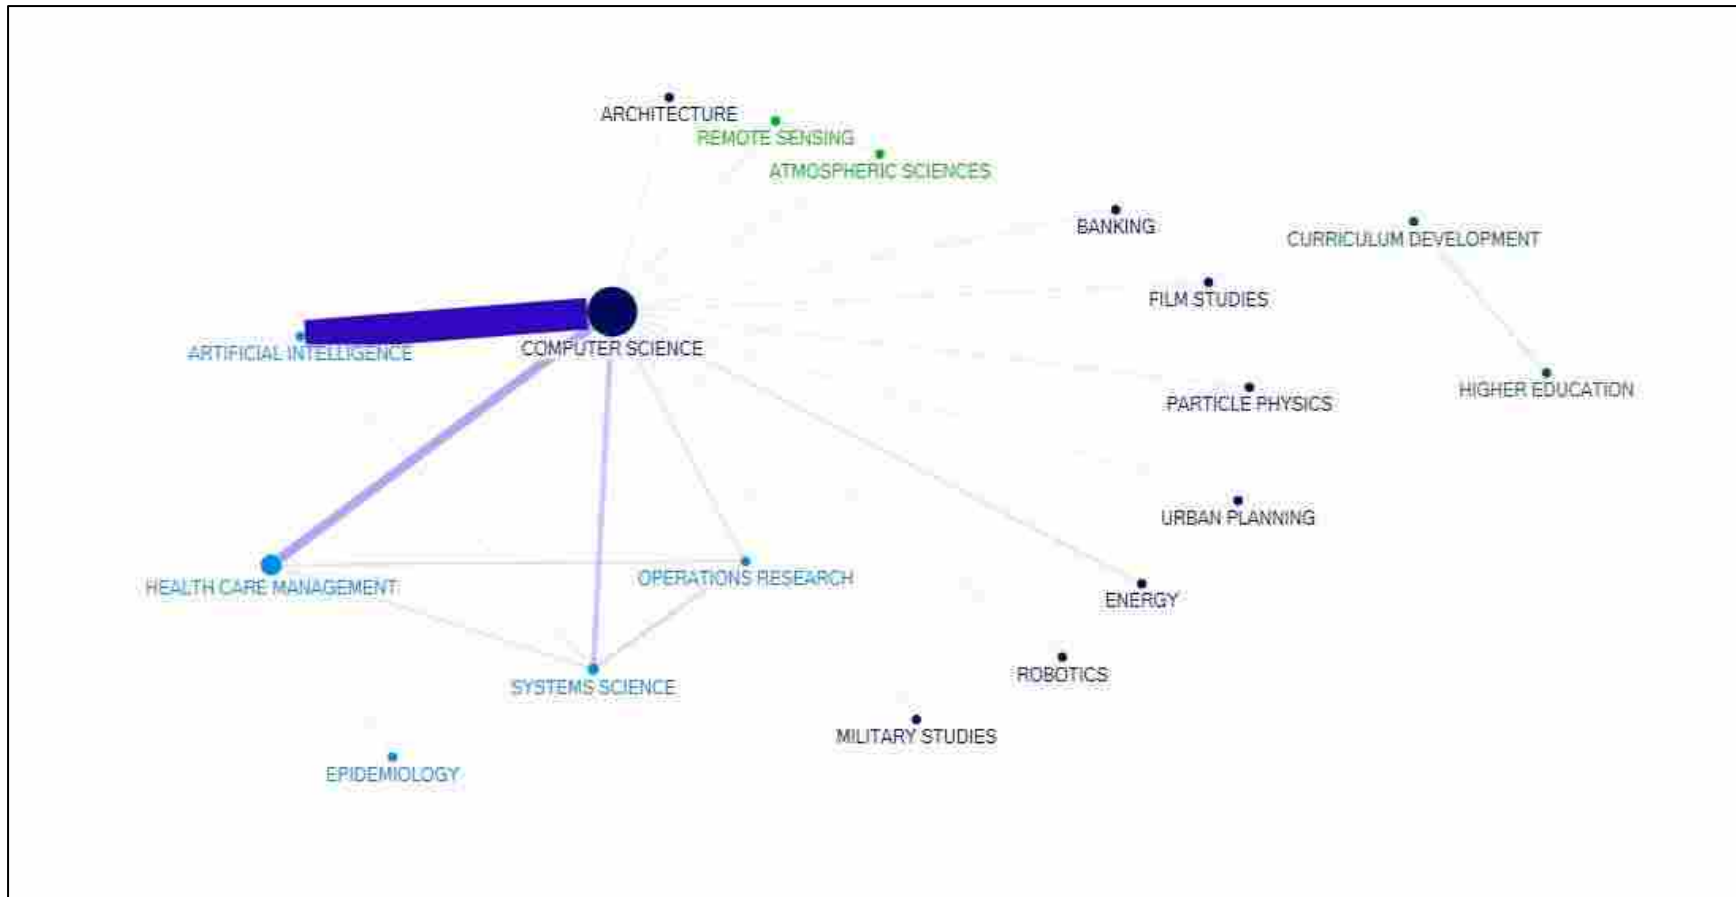 ARCHITECTURE
REMOTE SENSING
ATMOSPHERIC SCIENCES
BANKING
CURRICULUM DEVELOPMENT
FILM STUDIES
ARTIFICIAL INTELLIGENCE
COMPUTER SCIENCE
HIGHER EDUCATION
PARTICLE PHYSICS
URBAN PLANNING
HEALTH CARE MANAGEMENT
OPERATIONS RESEARCH
ENERGY
ROBOTICS
SYSTEMS SCIENCE
MILITARY STUDIES
EPIDEMIOLOGY